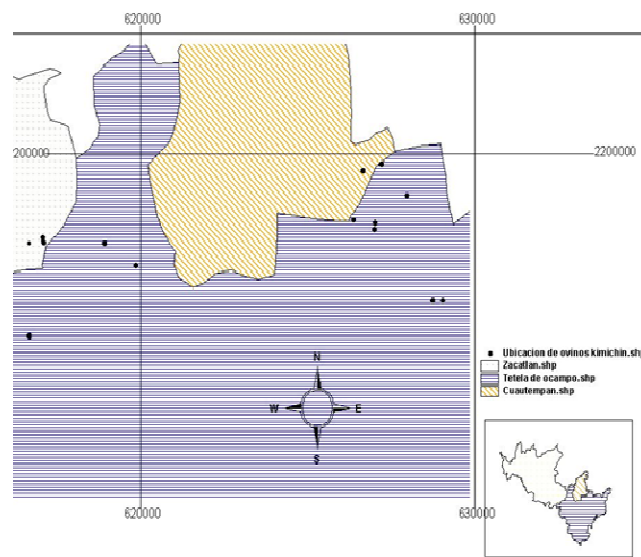 620000 630000
200000 2200000
Ubicacion de ovinos kimichin.shp
Zacatlan.shp
Tetela de ocampo.shp
Cuautempan.shp
N
W E
S
620000 630000